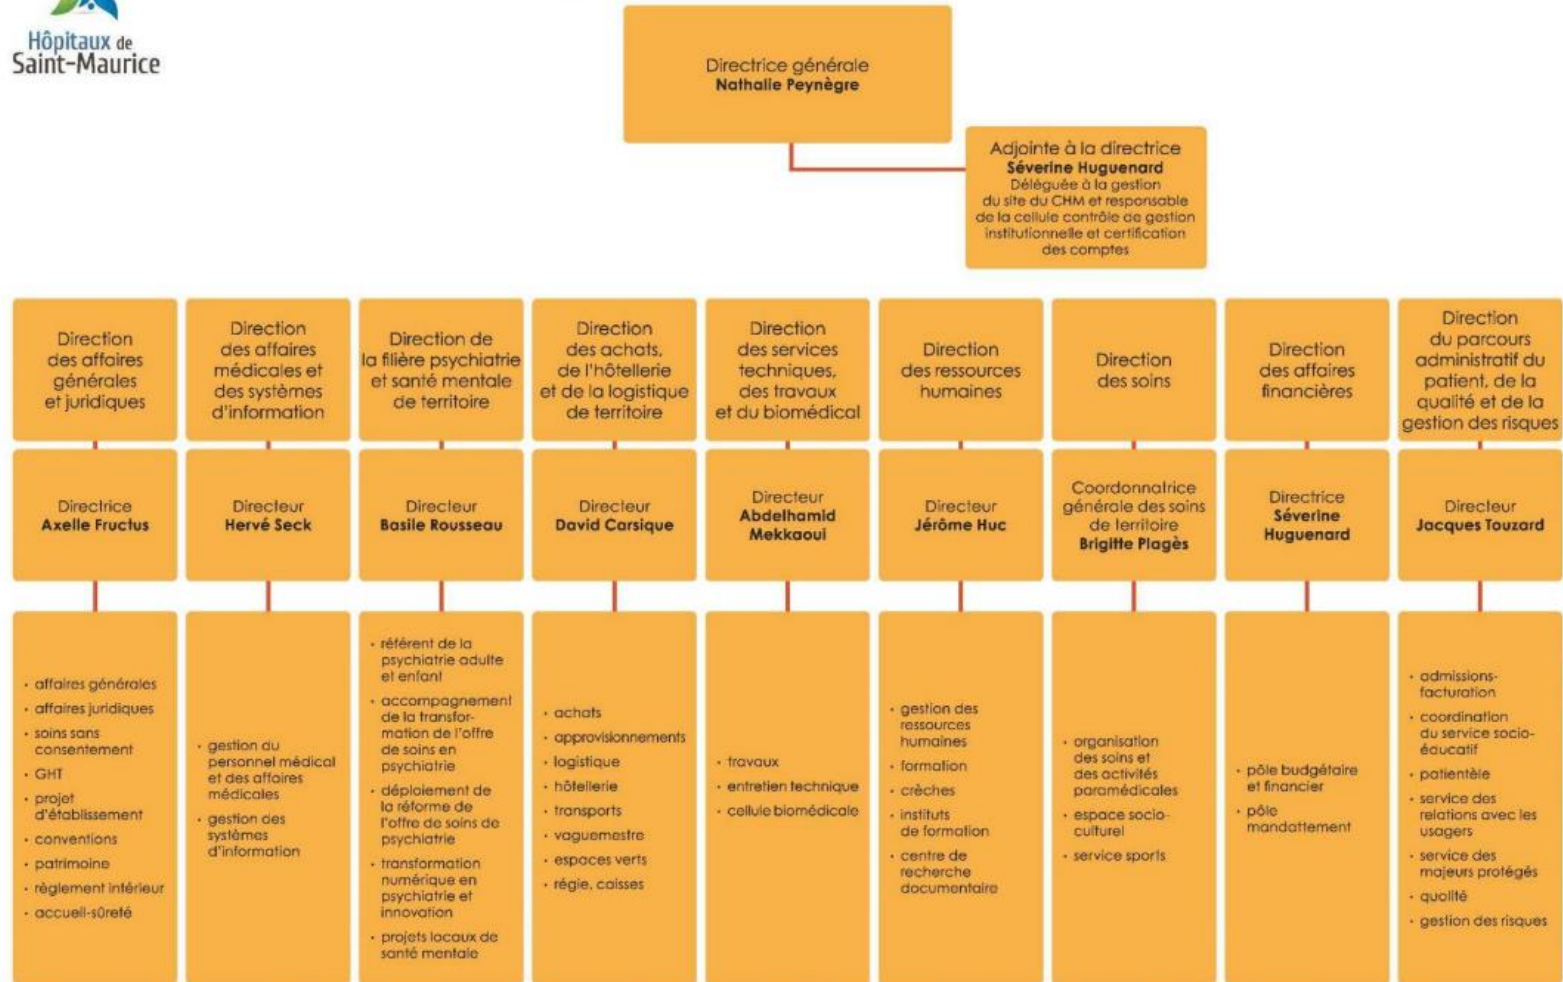 Hôpitaux de
Saint-Maurice
Directrice générale
Nathalie Peynègre
Adjointe à la directrice
Séverine Huguenard
Déléguée à la gestion
du site du CHM et responsable
de la cellule contrôle de gestion
institutionnelle et certification
des comptes
Direction
des affaires
générales
et juridiques
Directrice
Axelle Fructus
• affaires générales
• affaires juridiques
• soins sans
consentement
• GHT
• projet
d'établissement
• conventions
• patrimoine
• règlement intérieur
• accueil-sûreté
Direction
des affaires
médicales et
des systèmes
d'information
Directeur
Hervé Seck
• gestion du
personnel médical
et des affaires
médicales
• gestion des
systèmes
d'information
Direction de
la filière psychiatrie
et santé mentale
de territoire
Directeur
Basile Rousseau
• référent de la
psychiatrie adulte
et enfant
• accompagnement
de la transfor-
mation de l'offre
de soins en
psychiatrie
• déploiement de
la réforme de
l'offre de soins de
psychiatrie
• transformation
numérique en
psychiatrie et
innovation
• projets locaux de
santé mentale
Direction
des achats,
de l'hôtellerie
et de la logistique
de territoire
Directeur
David Carsique
• achats
• approvisionnements
• logistique
• hôtellerie
• transports
• vaguemestre
• espaces verts
• régie, caisses
Direction
des services
techniques,
des travaux
et du biomédical
Directeur
Abdelhamid
Mekkaoui
• travaux
• entretien technique
• cellule biomédicale
Direction
des ressources
humaines
Directeur
Jérôme Huc
• gestion des
ressources
humaines
• formation
• crèches
• instituts
de formation
• centre de
recherche
documentaire
Direction
des soins
Coordonnatrice
générale des soins
de territoire
Brigitte Plagès
• organisation
des soins et
des activités
paramédicales
• espace socio-
culturel
• service sports
Direction
des affaires
financières
Directrice
Séverine
Huguenard
• pôle budgétaire
et financier
• pôle
mandattement
Direction
du parcours
administratif du
patient, de la
qualité et de la
gestion des risques
Directeur
Jacques Touzard
• admissions-
facturation
• coordination
du service socio-
éducatif
• patientèle
• service des
relations avec les
usagers
• service des
majeurs protégés
• qualité
• gestion des risques